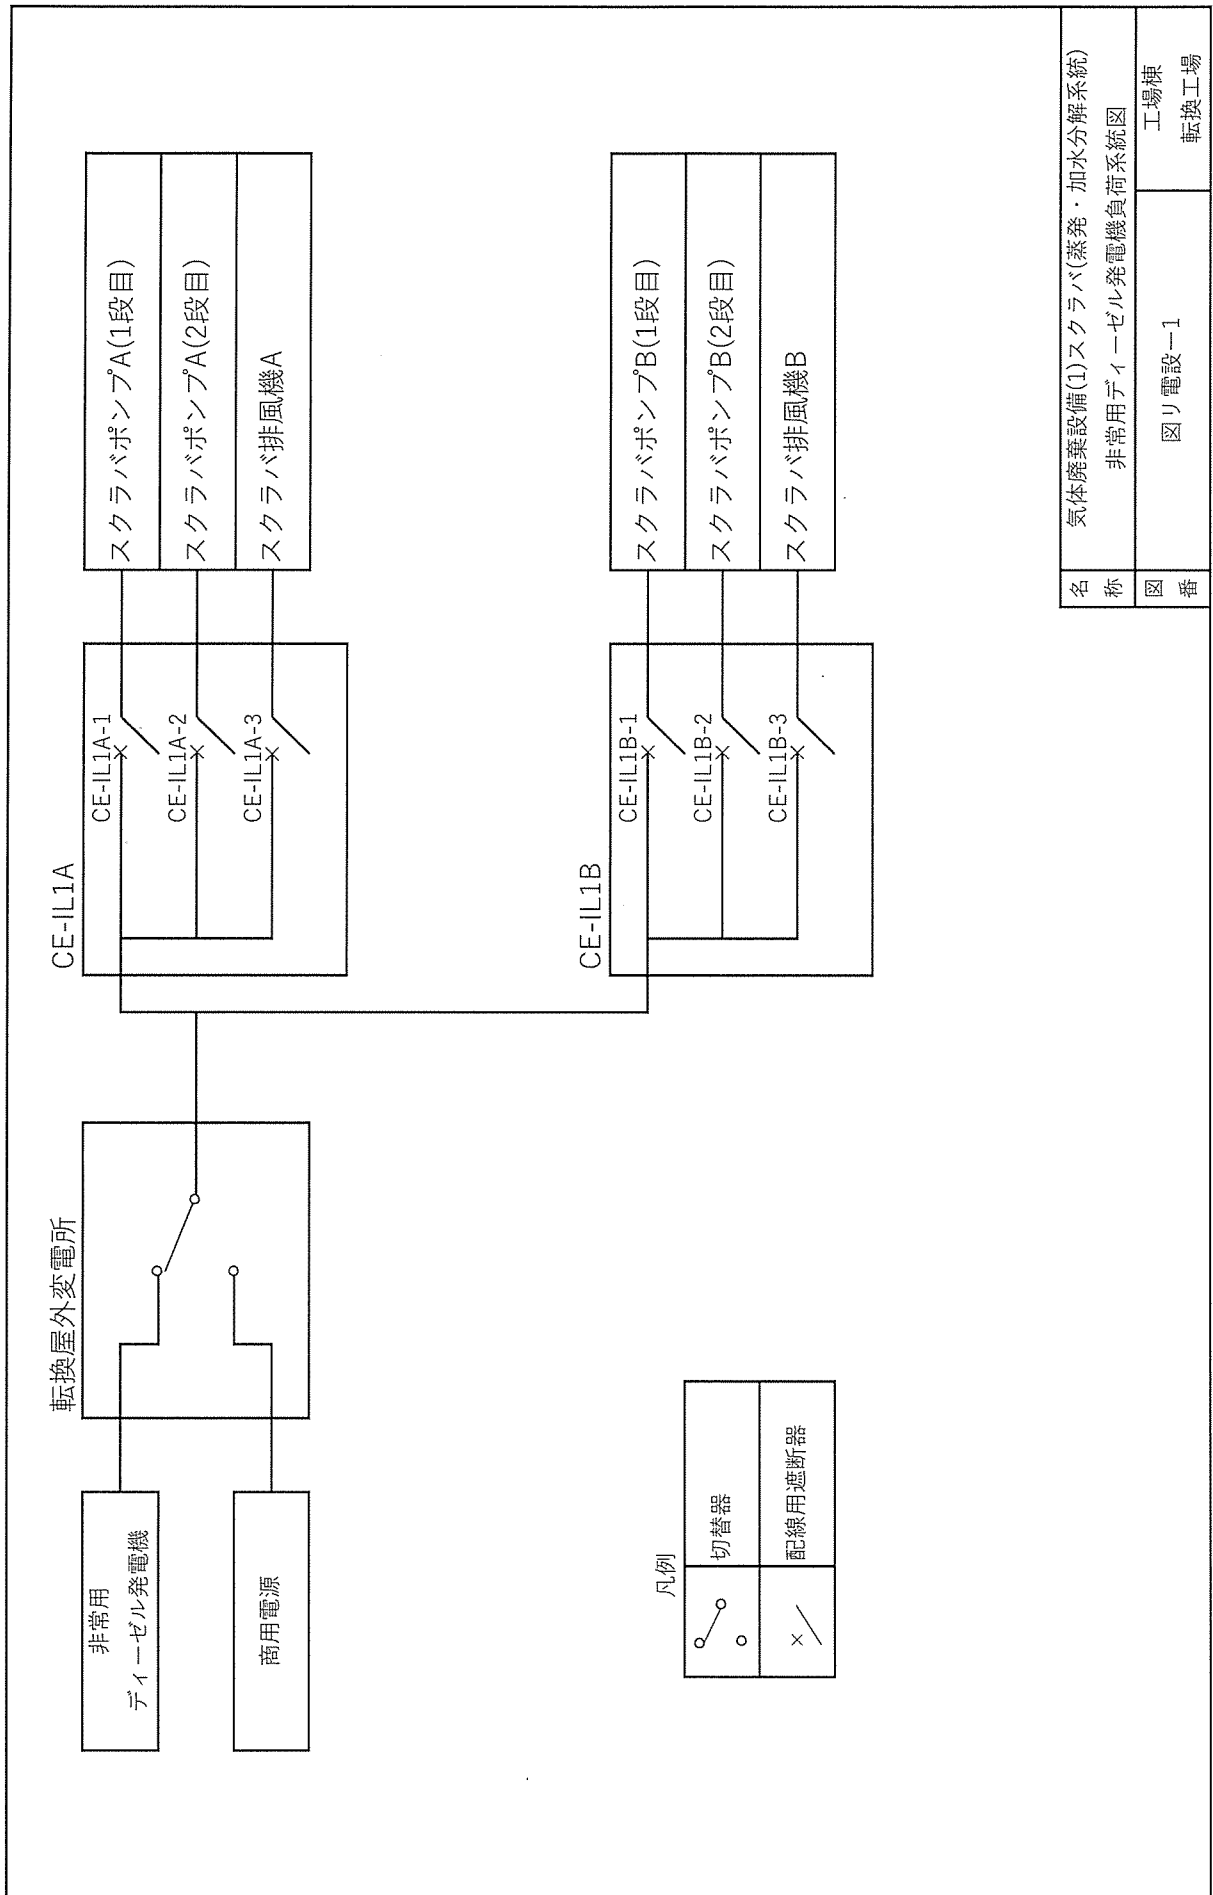 非常用
ディーゼル発電機
商用電源
転換屋外変電所
CE-IL1A
CE-IL1A-1
CE-IL1A-2
CE-IL1A-3
スクラバポンプA(1段目)
スクラバポンプA(2段目)
スクラバ排風機A
CE-IL1B
CE-IL1B-1
CE-IL1B-2
CE-IL1B-3
スクラバポンプB(1段目)
スクラバポンプB(2段目)
スクラバ排風機B
凡例
切替器
配線用遮断器
名称
気体廃棄設備(1)スクラバ(蒸発・加水分解系統)
非常用ディーゼル発電機負荷系統図
図番
図リ電設ー1
工場棟
転換工場